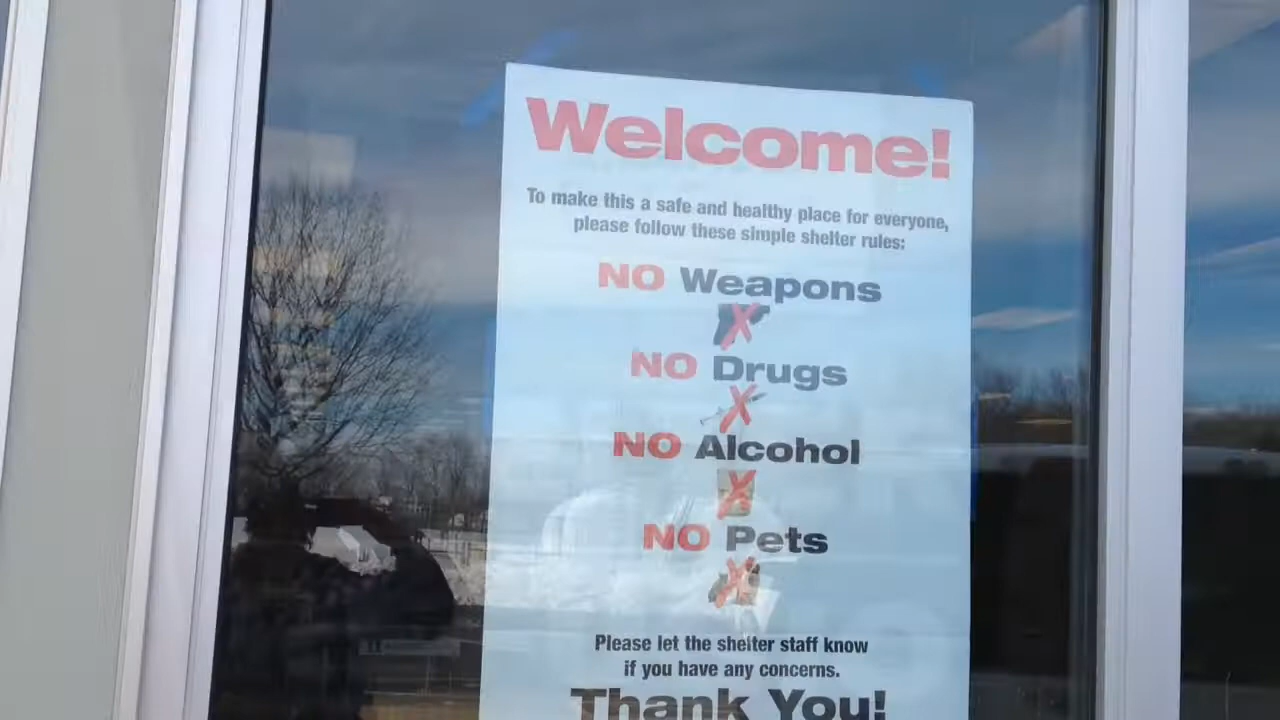 Welcome!
To make this a safe and healthy place for everyone,
please follow these simple shelter rules:
NO Weapons
NO Drugs
NO Alcohol
NO Pets
Please let the shelter staff know
if you have any concerns.
Thank You!